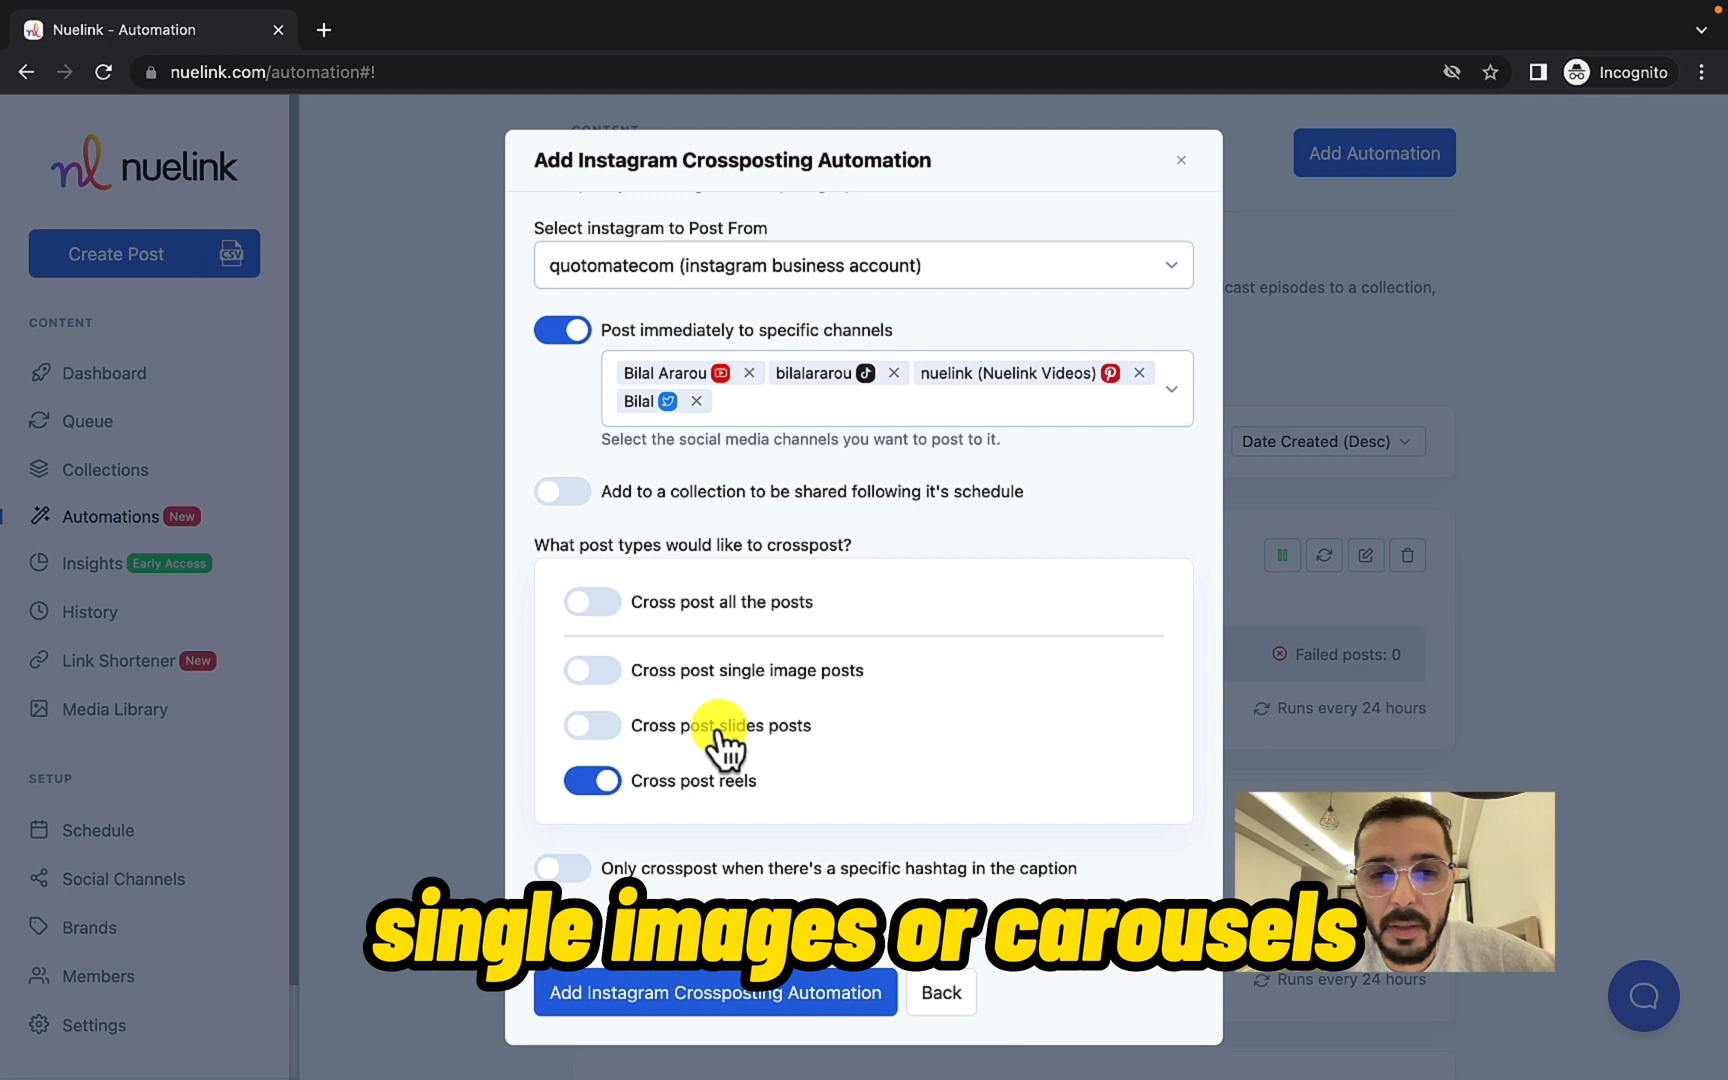 Nuelink - Automation
nuelink.com/automation#!
Incognito
nuelink
Create Post
CSV
CONTENT
Dashboard
Queue
Collections
Automations New
Insights Early Access
History
Link Shortener New
Media Library
SETUP
Schedule
Social Channels
Brands
Members
Settings
CONTENT
Add Automation
cast episodes to a collection,
Date Created (Desc)
Failed posts: 0
Runs every 24 hours
Runs every 24 hours
Add Instagram Crossposting Automation
Select instagram to Post From
quotomatecom (instagram business account)
Post immediately to specific channels
Bilal Ararou
bilalararou
nuelink (Nuelink Videos)
Bilal
Select the social media channels you want to post to it.
Add to a collection to be shared following it's schedule
What post types would like to crosspost?
Cross post all the posts
Cross post single image posts
Cross post slides posts
Cross post reels
Only crosspost when there's a specific hashtag in the caption
single images or carousels
Add Instagram Crossposting Automation
Back